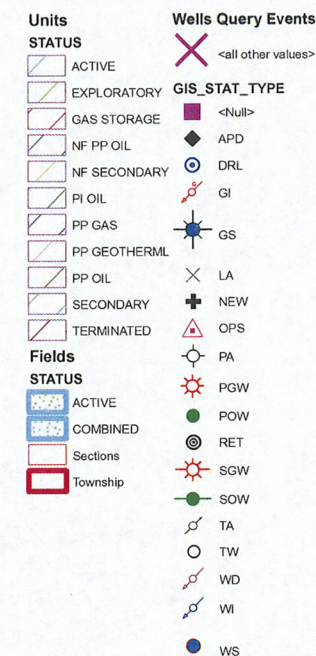 Units
STATUS
ACTIVE
EXPLORATORY
GAS STORAGE
NF PP OIL
NF SECONDARY
PI OIL
PP GAS
PP GEOTHERML
PP OIL
SECONDARY
TERMINATED
Fields
STATUS
ACTIVE
COMBINED
Sections
Township
Wells Query Events
<all other values>
GIS_STAT_TYPE
<Null>
APD
DRL
GI
GS
LA
NEW
OPS
PA
PGW
POW
RET
SGW
SOW
TA
TW
WD
WI
WS